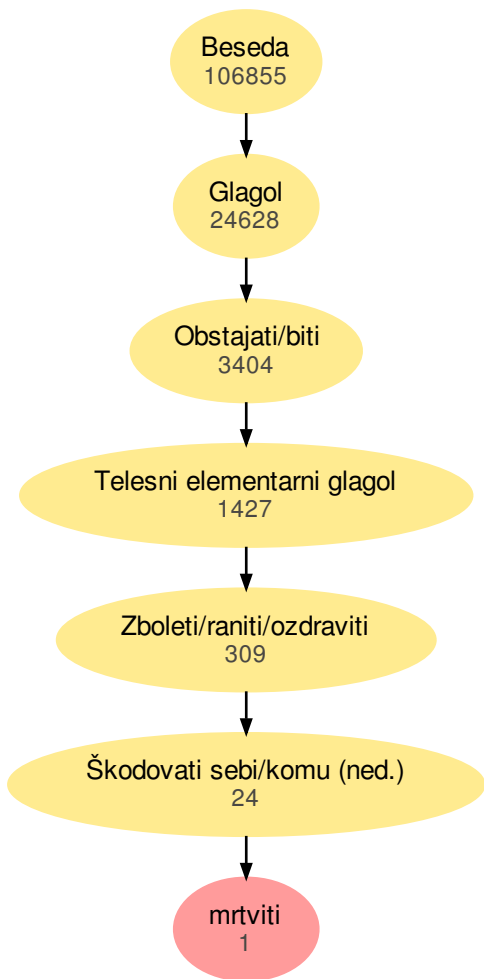 Beseda
106855
Glagol
24628
Obstajati/biti
3404
Telesni elementarni glagol
1427
Zboleti/raniti/ozdraviti
309
Škodovati sebi/komu (ned.)
24
mrtviti
1